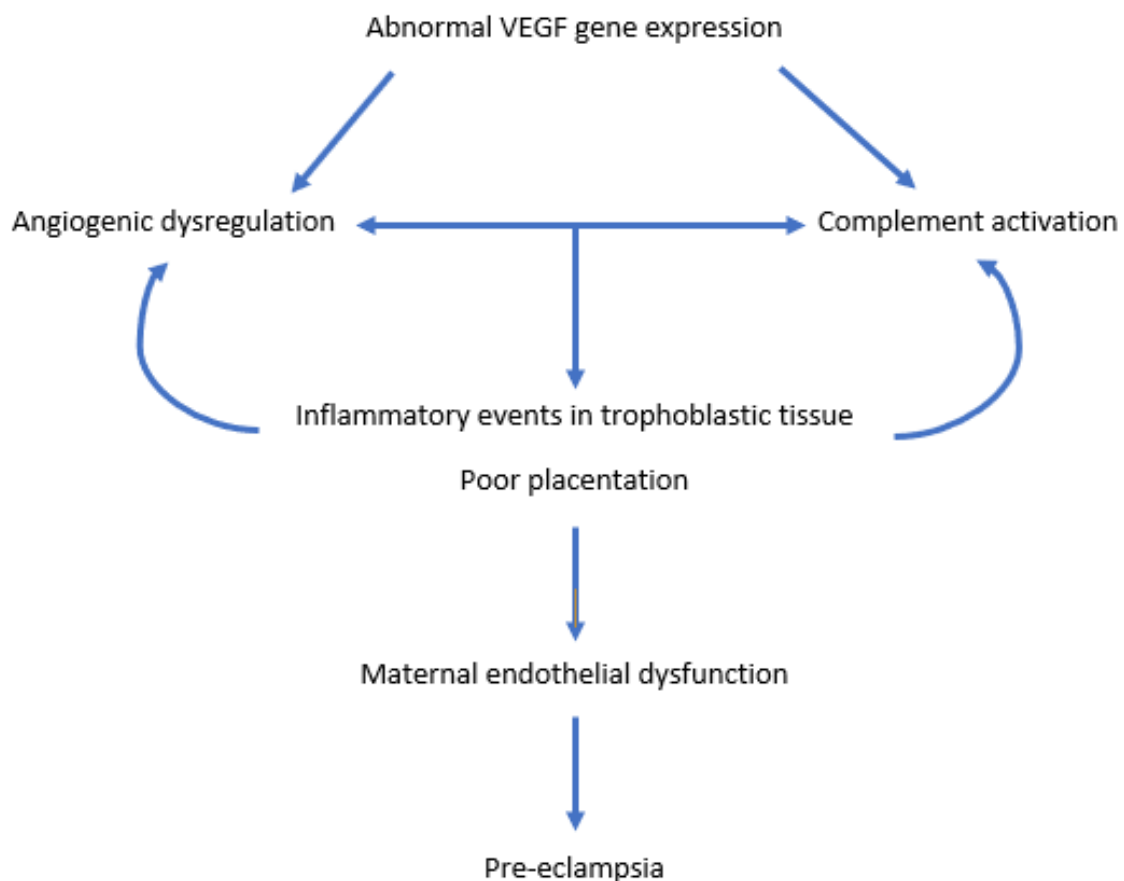 Abnormal VEGF gene expression
Angiogenic dysregulation
Complement activation
Inflammatory events in trophoblastic tissue
Poor placentation
Maternal endothelial dysfunction
Pre-eclampsia